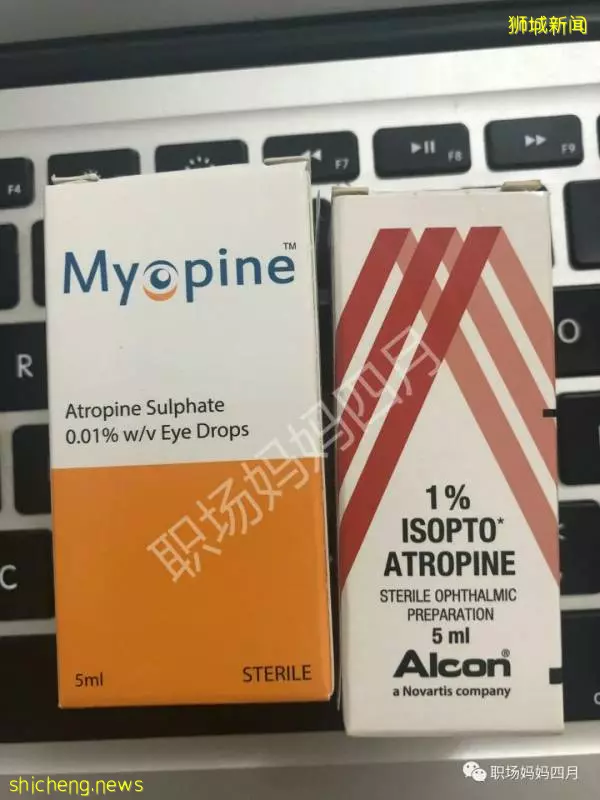 狮城新闻
F4
F7
F8
F9
Myopine™
Atropine Sulphate
0.01% w/v Eye Drops
5ml
STERILE
1%
ISOPTO*
ATROPINE
STERILE OPHTHALMIC
PREPARATION
5 ml
Alcon®
a Novartis company
R
O
C
职场妈妈四月
shicheng.news
职场妈妈四月